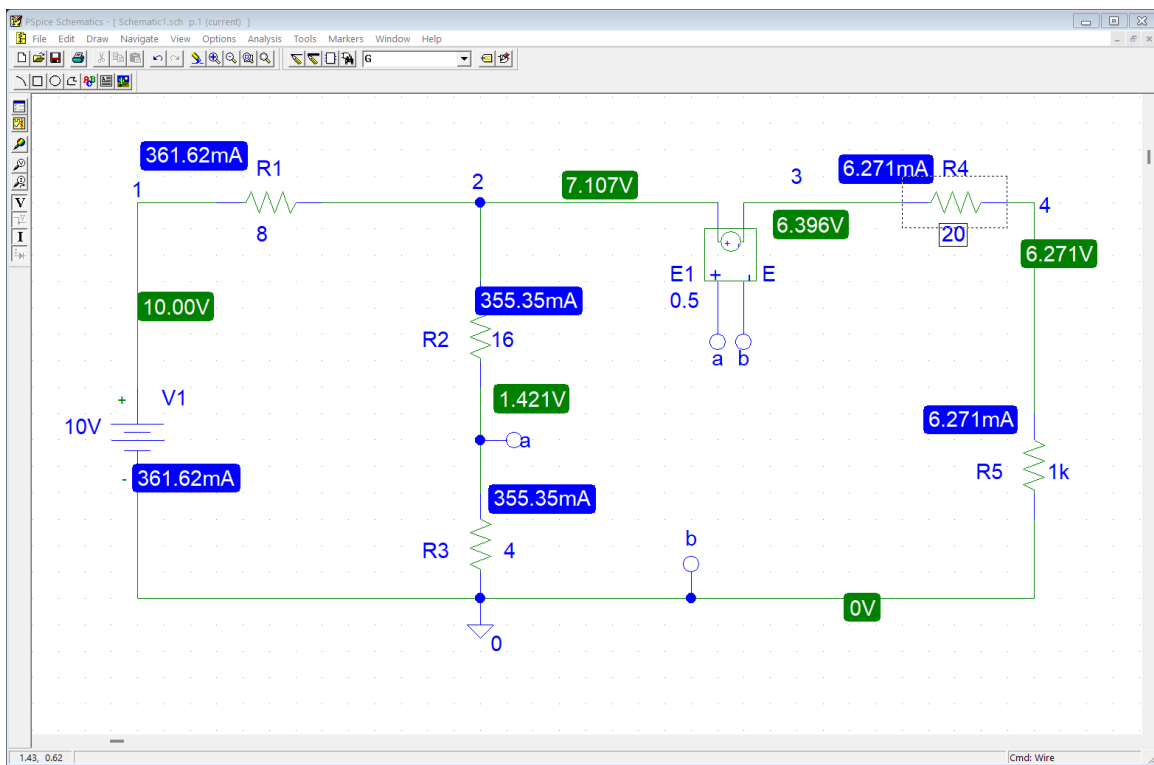 PSpice Schematics - [ Schematic1.sch p.1 (current) ]
File Edit Draw Navigate View Options Analysis Tools Markers Window Help
G
V
I
361.62mA
R1
1
8
2
7.107V
3
6.271mA
R4
4
20
6.396V
6.271V
10.00V
355.35mA
R2
16
E1
+
E
0.5
a
b
+
V1
10V
-
361.62mA
1.421V
a
6.271mA
R5
1k
355.35mA
R3
4
b
0V
0
1.43, 0.62
Cmd: Wire